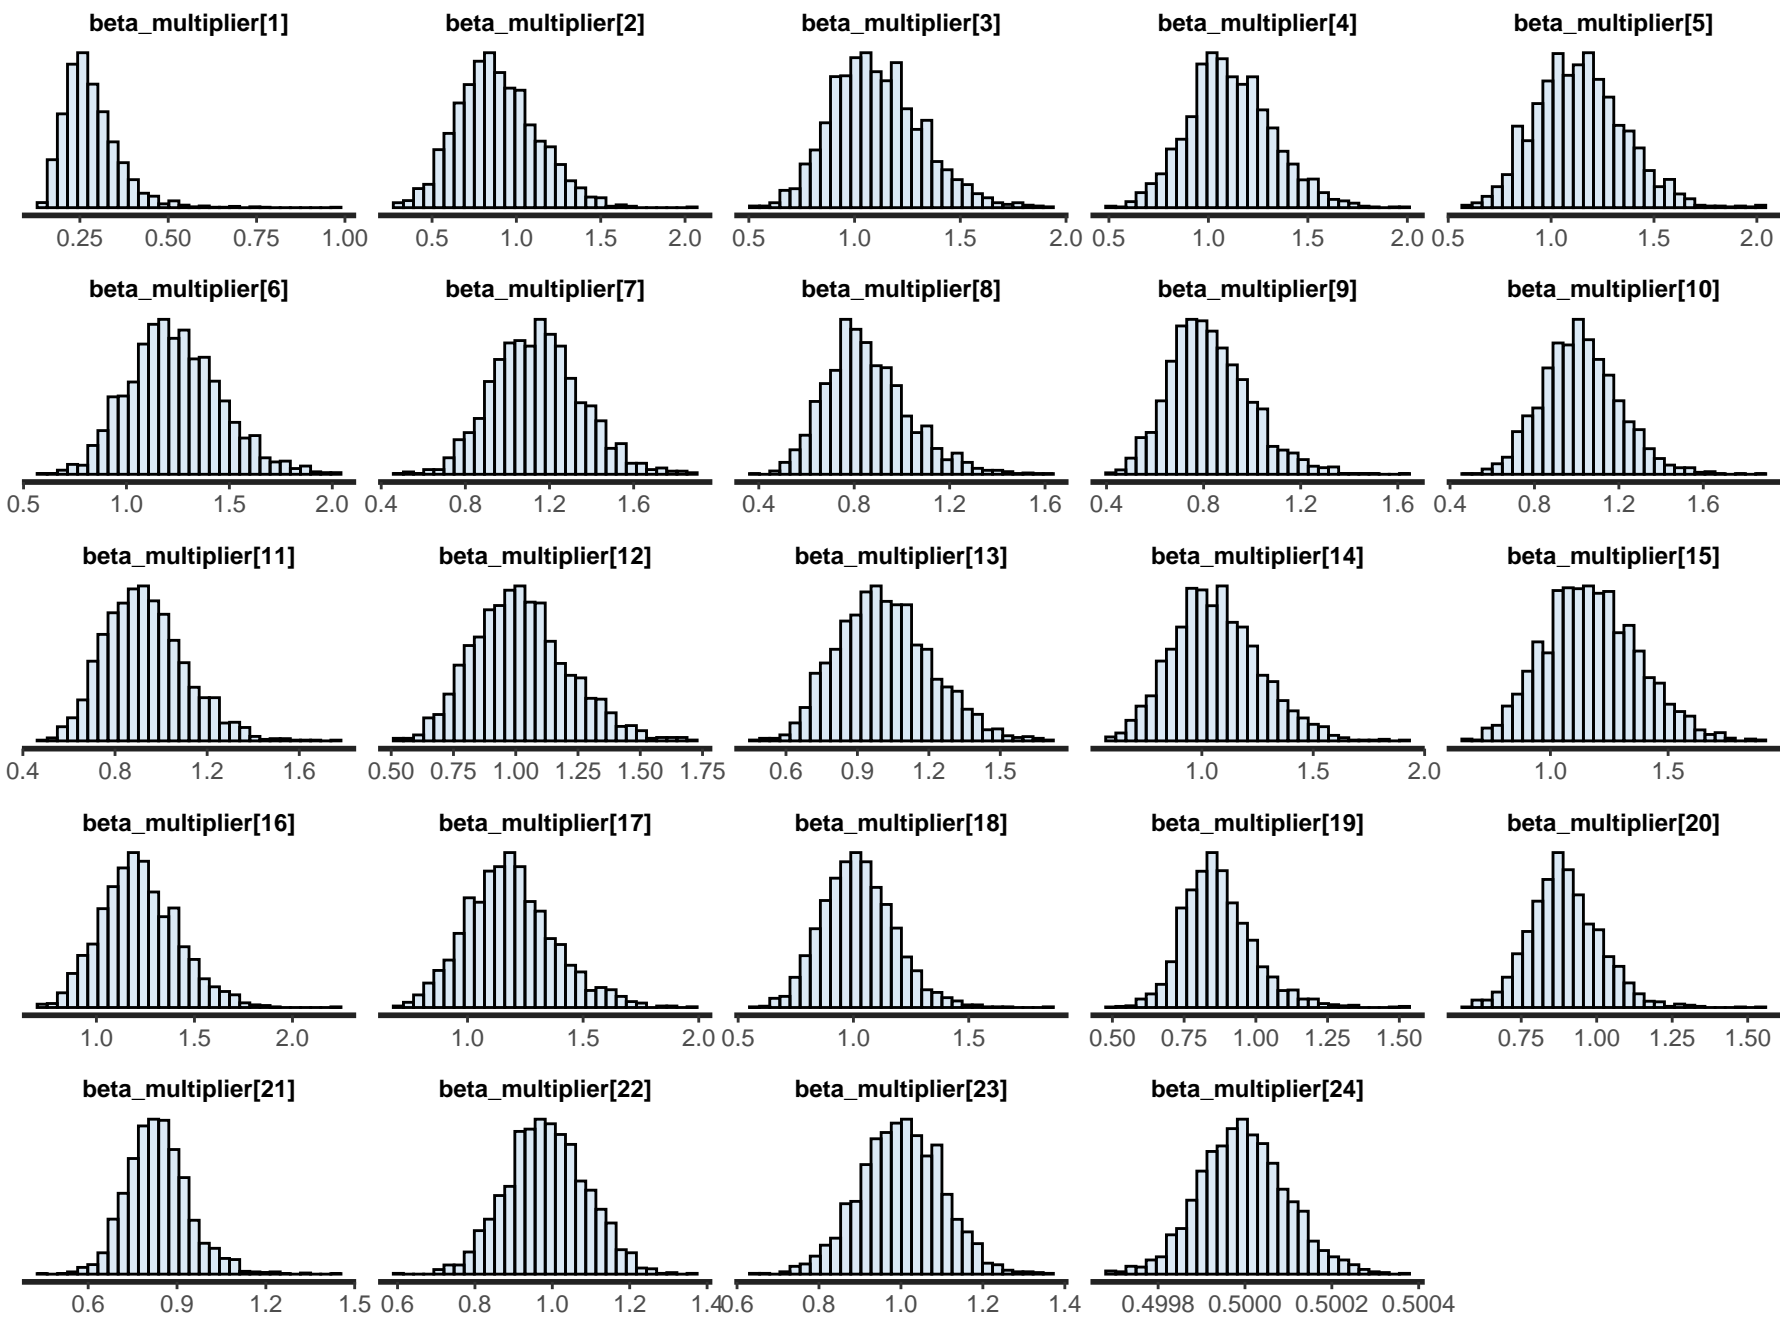 beta_multiplier[1] beta_multiplier[2] beta_multiplier[3] beta_multiplier[4] beta_multiplier[5]
0.25 0.50 0.75 1.00 0.5 1.0 1.5 2.0 0.5 1.0 1.5 2.0 0.5 1.0 1.5 2.0 0.5 1.0 1.5 2.0
beta_multiplier[6] beta_multiplier[7] beta_multiplier[8] beta_multiplier[9] beta_multiplier[10]
0.5 1.0 1.5 2.0 0.4 0.8 1.2 1.6 0.4 0.8 1.2 1.6 0.4 0.8 1.2 1.6 0.4 0.8 1.2 1.6
beta_multiplier[11] beta_multiplier[12] beta_multiplier[13] beta_multiplier[14] beta_multiplier[15]
0.4 0.8 1.2 1.6 0.50 0.75 1.00 1.25 1.50 1.75 0.6 0.9 1.2 1.5 1.0 1.5 2.0 1.0 1.5
beta_multiplier[16] beta_multiplier[17] beta_multiplier[18] beta_multiplier[19] beta_multiplier[20]
1.0 1.5 2.0 1.0 1.5 2.0 0.5 1.0 1.5 0.50 0.75 1.00 1.25 1.50 0.75 1.00 1.25 1.50
beta_multiplier[21] beta_multiplier[22] beta_multiplier[23] beta_multiplier[24]
0.6 0.9 1.2 1.5 0.6 0.8 1.0 1.2 1.4 0.6 0.8 1.0 1.2 1.4 0.4998 0.5000 0.5002 0.5004